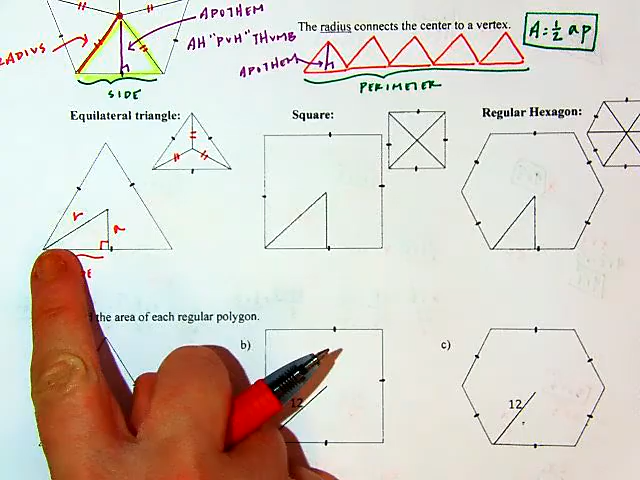 APOTHEM
RADIUS
AH "PUH" THUMB
SIDE
The radius connects the center to a vertex.
A = ½ ap
APOTHEM
PERIMETER
Equilateral triangle:
Square:
Regular Hexagon:
r
a
the area of each regular polygon.
b)
c)
12
12